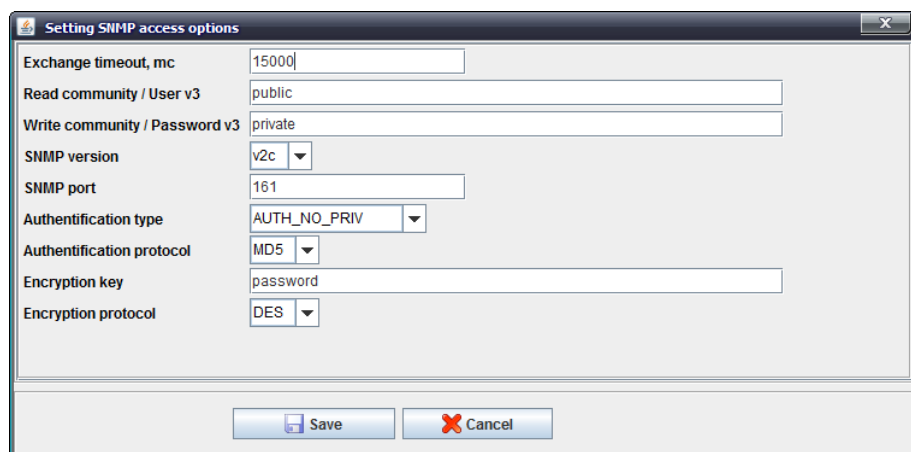 Setting SNMP access options
Exchange timeout, mc 15000
Read community / User v3 public
Write community / Password v3 private
SNMP version v2c
SNMP port 161
Authentification type AUTH_NO_PRIV
Authentification protocol MD5
Encryption key password
Encryption protocol DES
Save Cancel